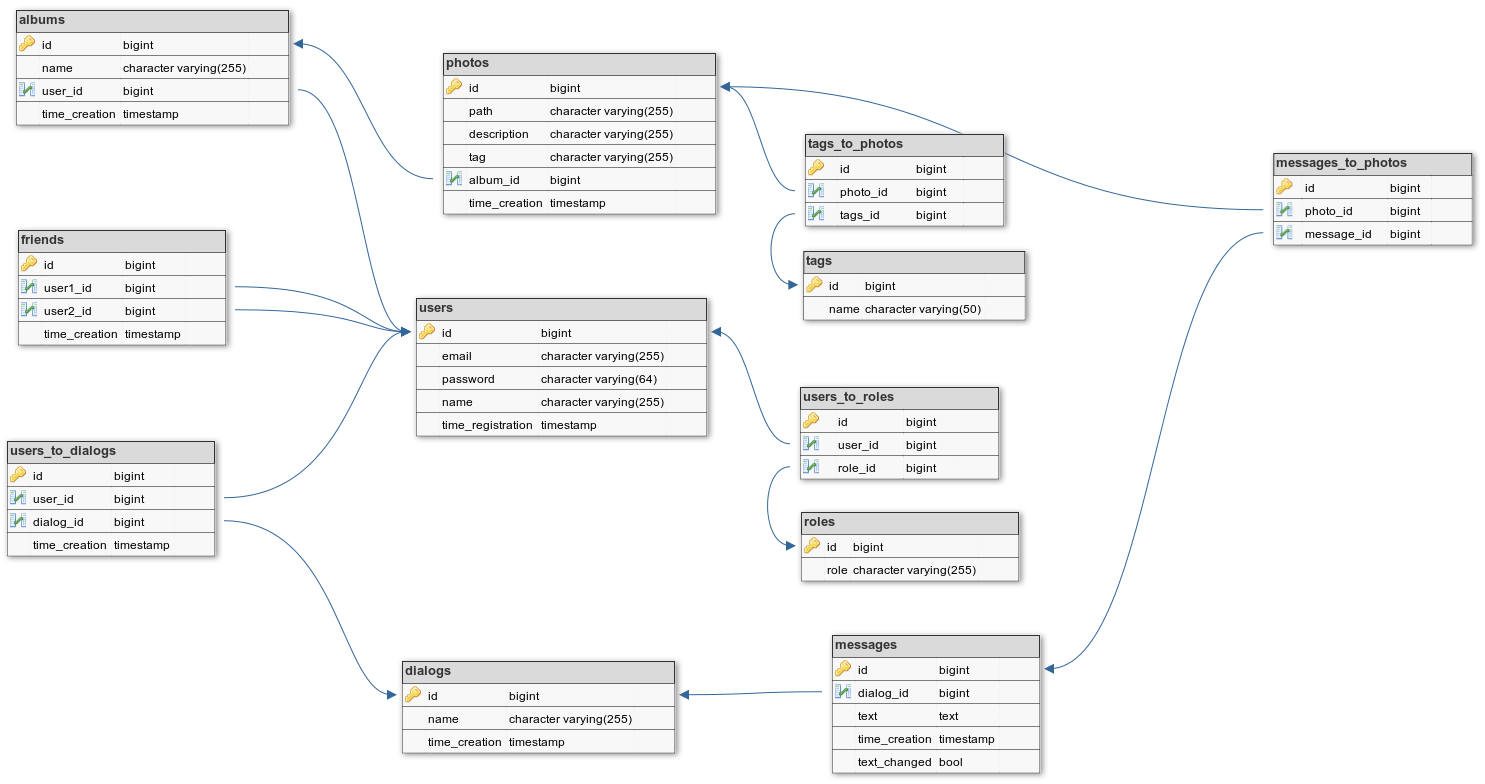 albums
id bigint
name character varying(255)
user_id bigint
time_creation timestamp
photos
id bigint
path character varying(255)
description character varying(255)
tag character varying(255)
album_id bigint
time_creation timestamp
tags_to_photos
id bigint
photo_id bigint
tags_id bigint
messages_to_photos
id bigint
photo_id bigint
message_id bigint
friends
id bigint
user1_id bigint
user2_id bigint
time_creation timestamp
tags
id bigint
name character varying(50)
users
id bigint
email character varying(255)
password character varying(64)
name character varying(255)
time_registration timestamp
users_to_roles
id bigint
user_id bigint
role_id bigint
users_to_dialogs
id bigint
user_id bigint
dialog_id bigint
time_creation timestamp
roles
id bigint
role character varying(255)
dialogs
id bigint
name character varying(255)
time_creation timestamp
messages
id bigint
dialog_id bigint
text text
time_creation timestamp
text_changed bool